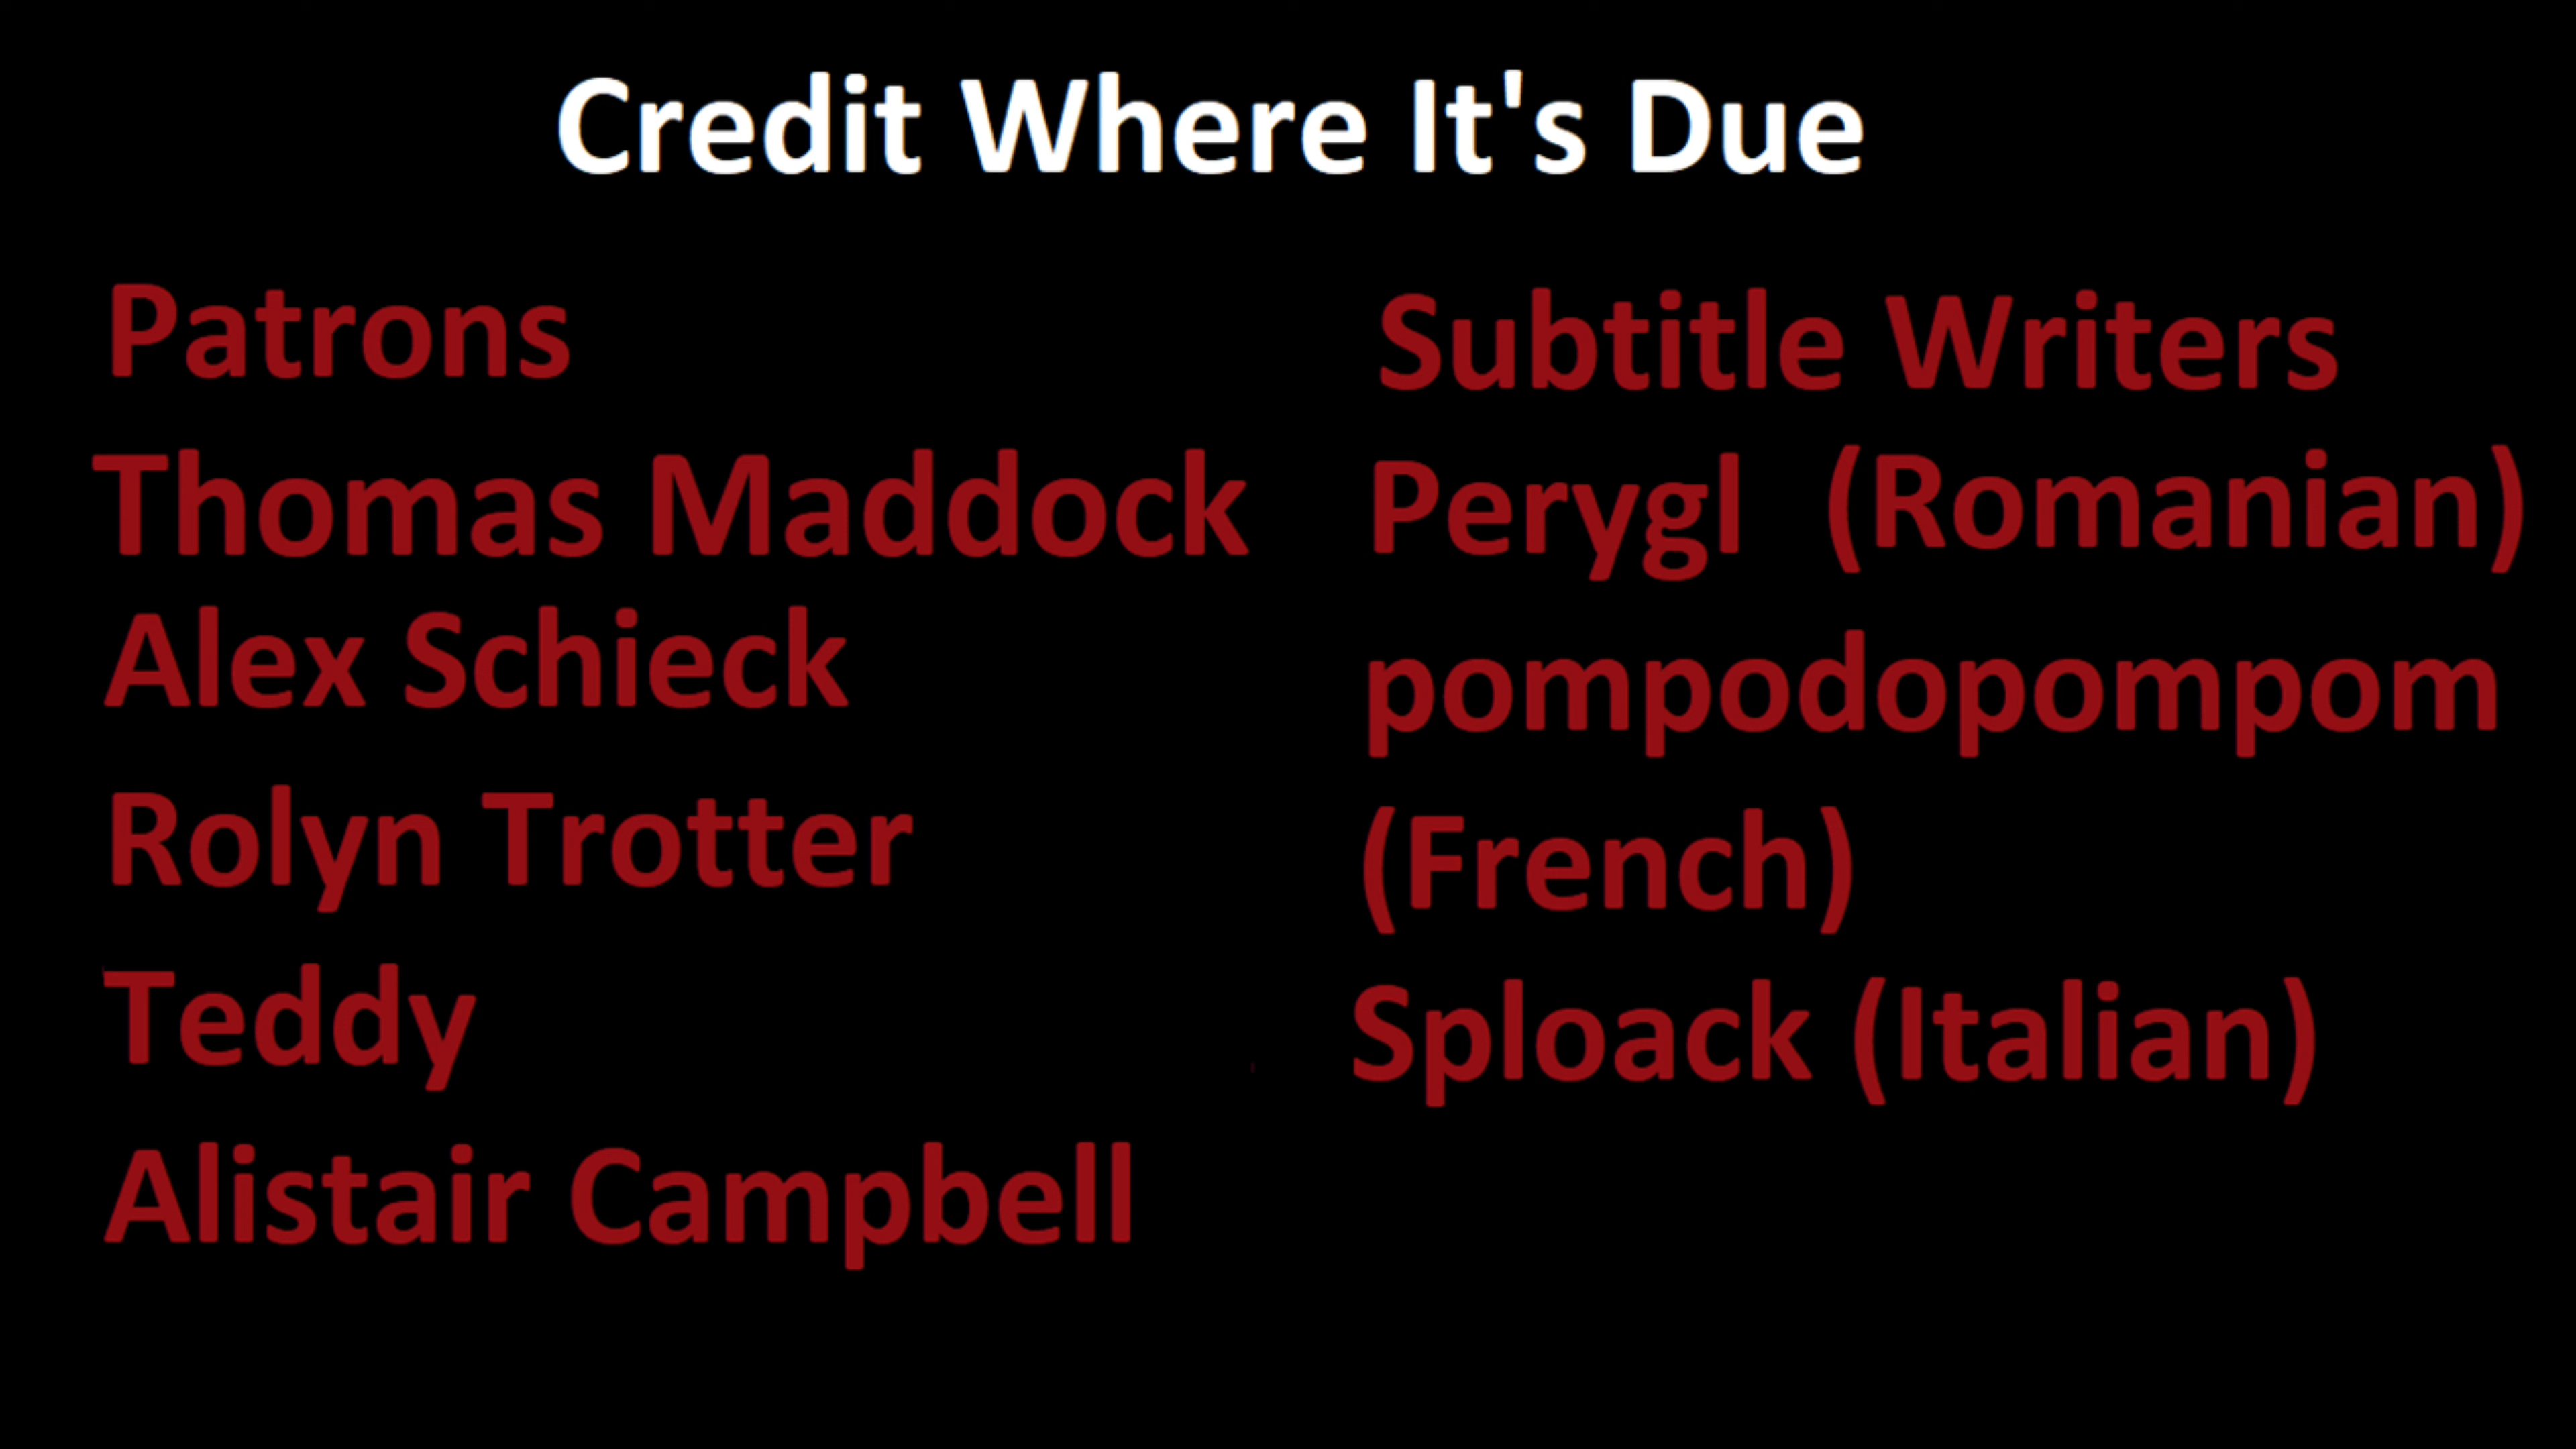 Credit Where It's Due
Patrons
Thomas Maddock
Alex Schieck
Rolyn Trotter
Teddy
Alistair Campbell
Subtitle Writers
Perygl (Romanian)
pompodopompom
(French)
Sploack (Italian)